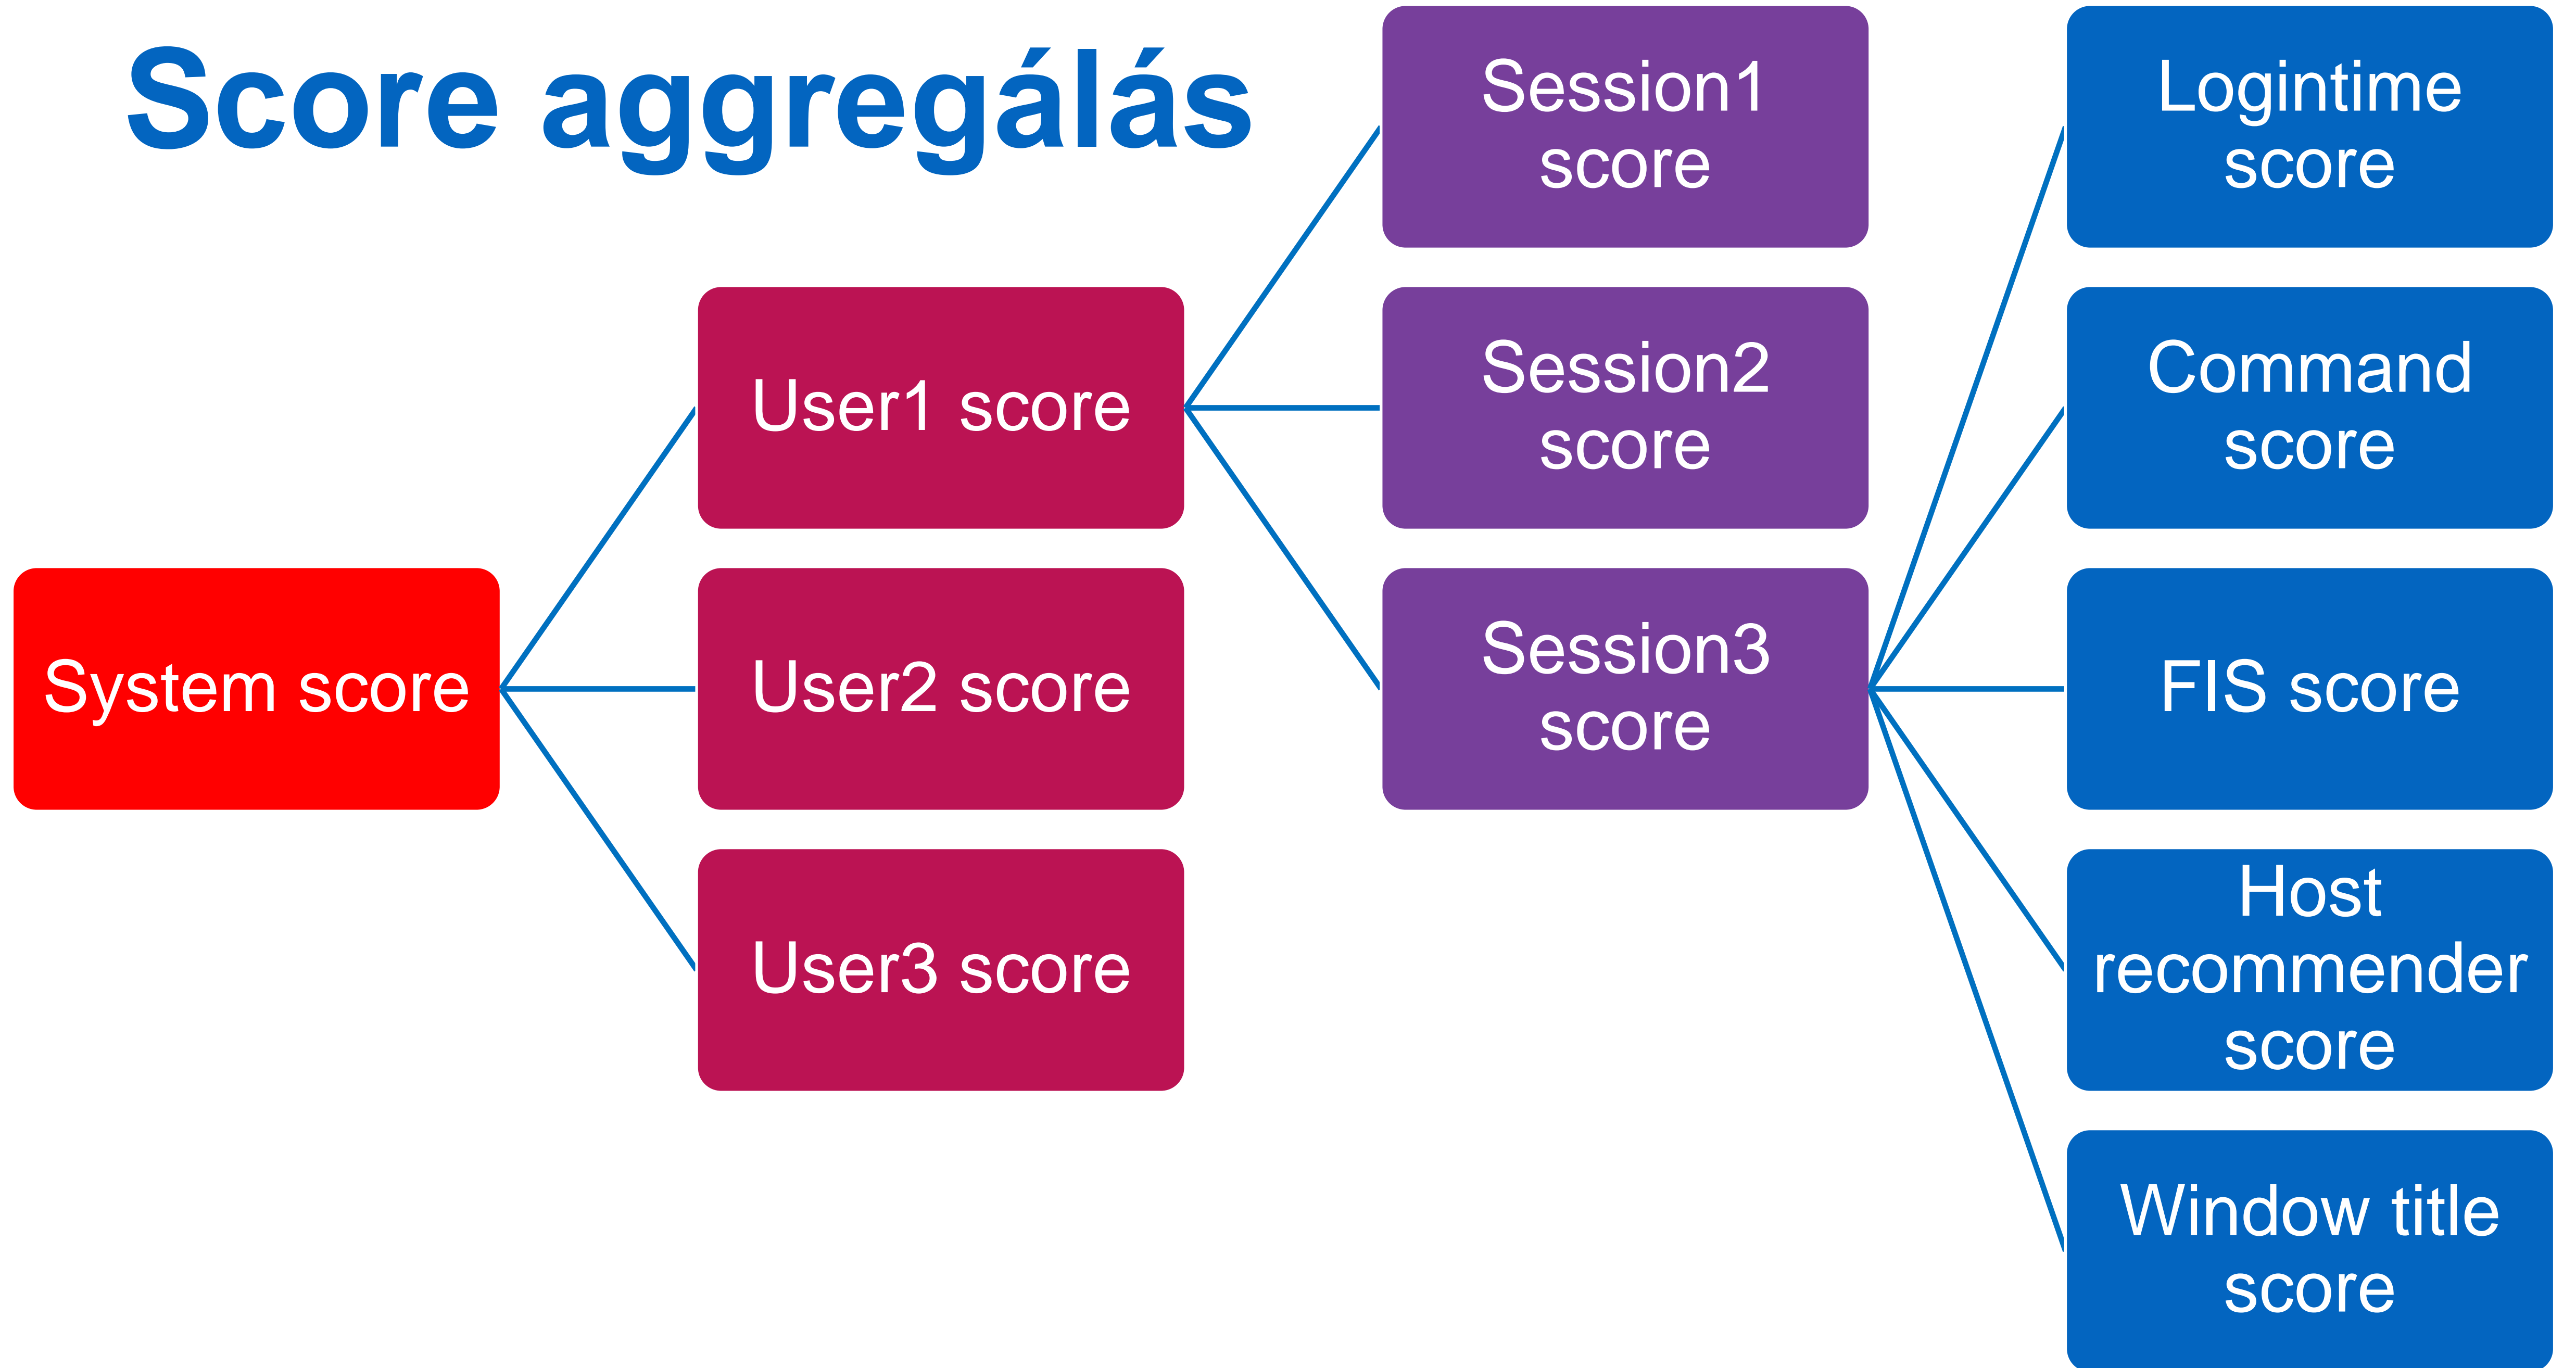 Score aggregálás
System score
User1 score
User2 score
User3 score
Session1
score
Session2
score
Session3
score
Logintime
score
Command
score
FIS score
Host
recommender
score
Window title
score